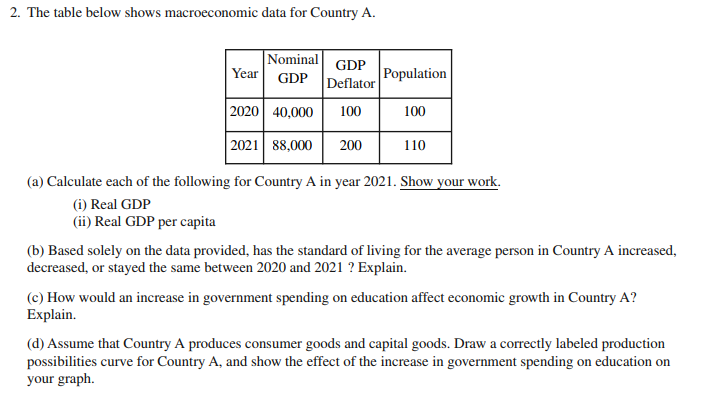 2. The table below shows macroeconomic data for Country A.
Year Nominal GDP GDP Deflator Population
2020 40,000 100 100
2021 88,000 200 110
(a) Calculate each of the following for Country A in year 2021. Show your work.
(i) Real GDP
(ii) Real GDP per capita
(b) Based solely on the data provided, has the standard of living for the average person in Country A increased,
decreased, or stayed the same between 2020 and 2021 ? Explain.
(c) How would an increase in government spending on education affect economic growth in Country A?
Explain.
(d) Assume that Country A produces consumer goods and capital goods. Draw a correctly labeled production
possibilities curve for Country A, and show the effect of the increase in government spending on education on
your graph.